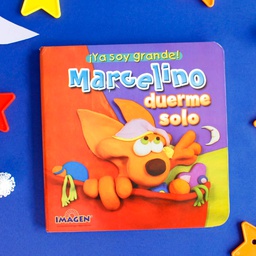 ¡Ya soy grande!
Marcelino
duerme
solo
IMAGEN